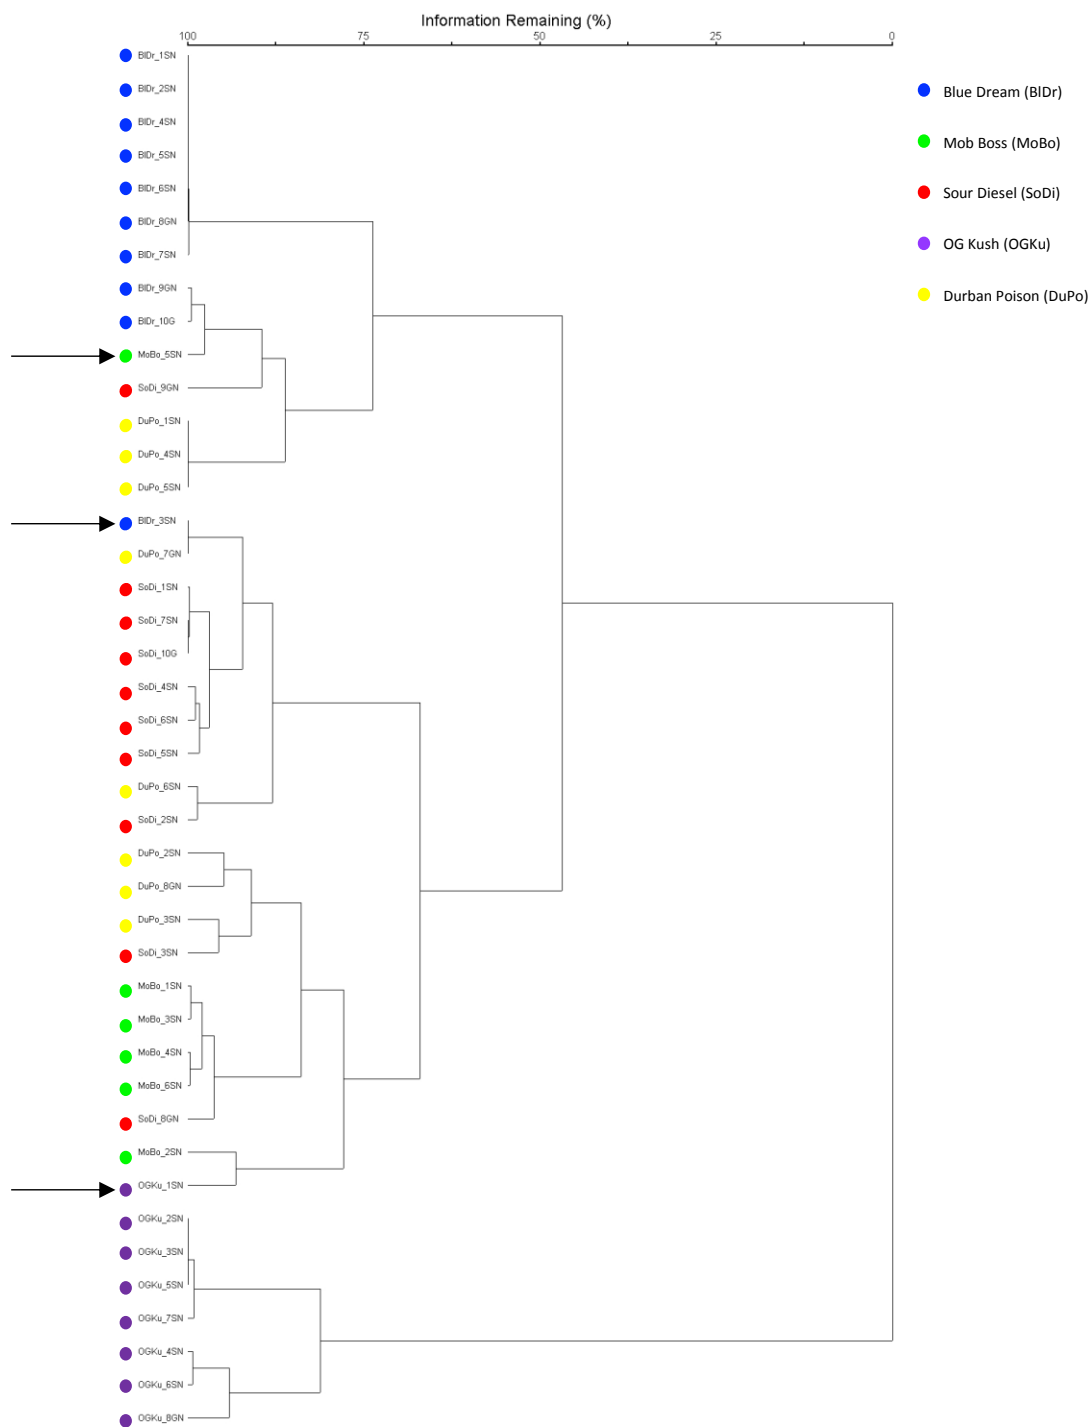 Information Remaining (%)
100 75 50 25 0
BlDr_1SN
BlDr_2SN
BlDr_4SN
BlDr_5SN
BlDr_6SN
BlDr_8GN
BlDr_7SN
BlDr_9GN
BlDr_10G
MoBo_5SN
SoDi_9GN
DuPo_1SN
DuPo_4SN
DuPo_5SN
BlDr_3SN
DuPo_7GN
SoDi_1SN
SoDi_7SN
SoDi_10G
SoDi_4SN
SoDi_6SN
SoDi_5SN
DuPo_6SN
SoDi_2SN
DuPo_2SN
DuPo_8GN
DuPo_3SN
SoDi_3SN
MoBo_1SN
MoBo_3SN
MoBo_4SN
MoBo_6SN
SoDi_8GN
MoBo_2SN
OGKu_1SN
OGKu_2SN
OGKu_3SN
OGKu_5SN
OGKu_7SN
OGKu_4SN
OGKu_6SN
OGKu_8GN
Blue Dream (BlDr)
Mob Boss (MoBo)
Sour Diesel (SoDi)
OG Kush (OGKu)
Durban Poison (DuPo)